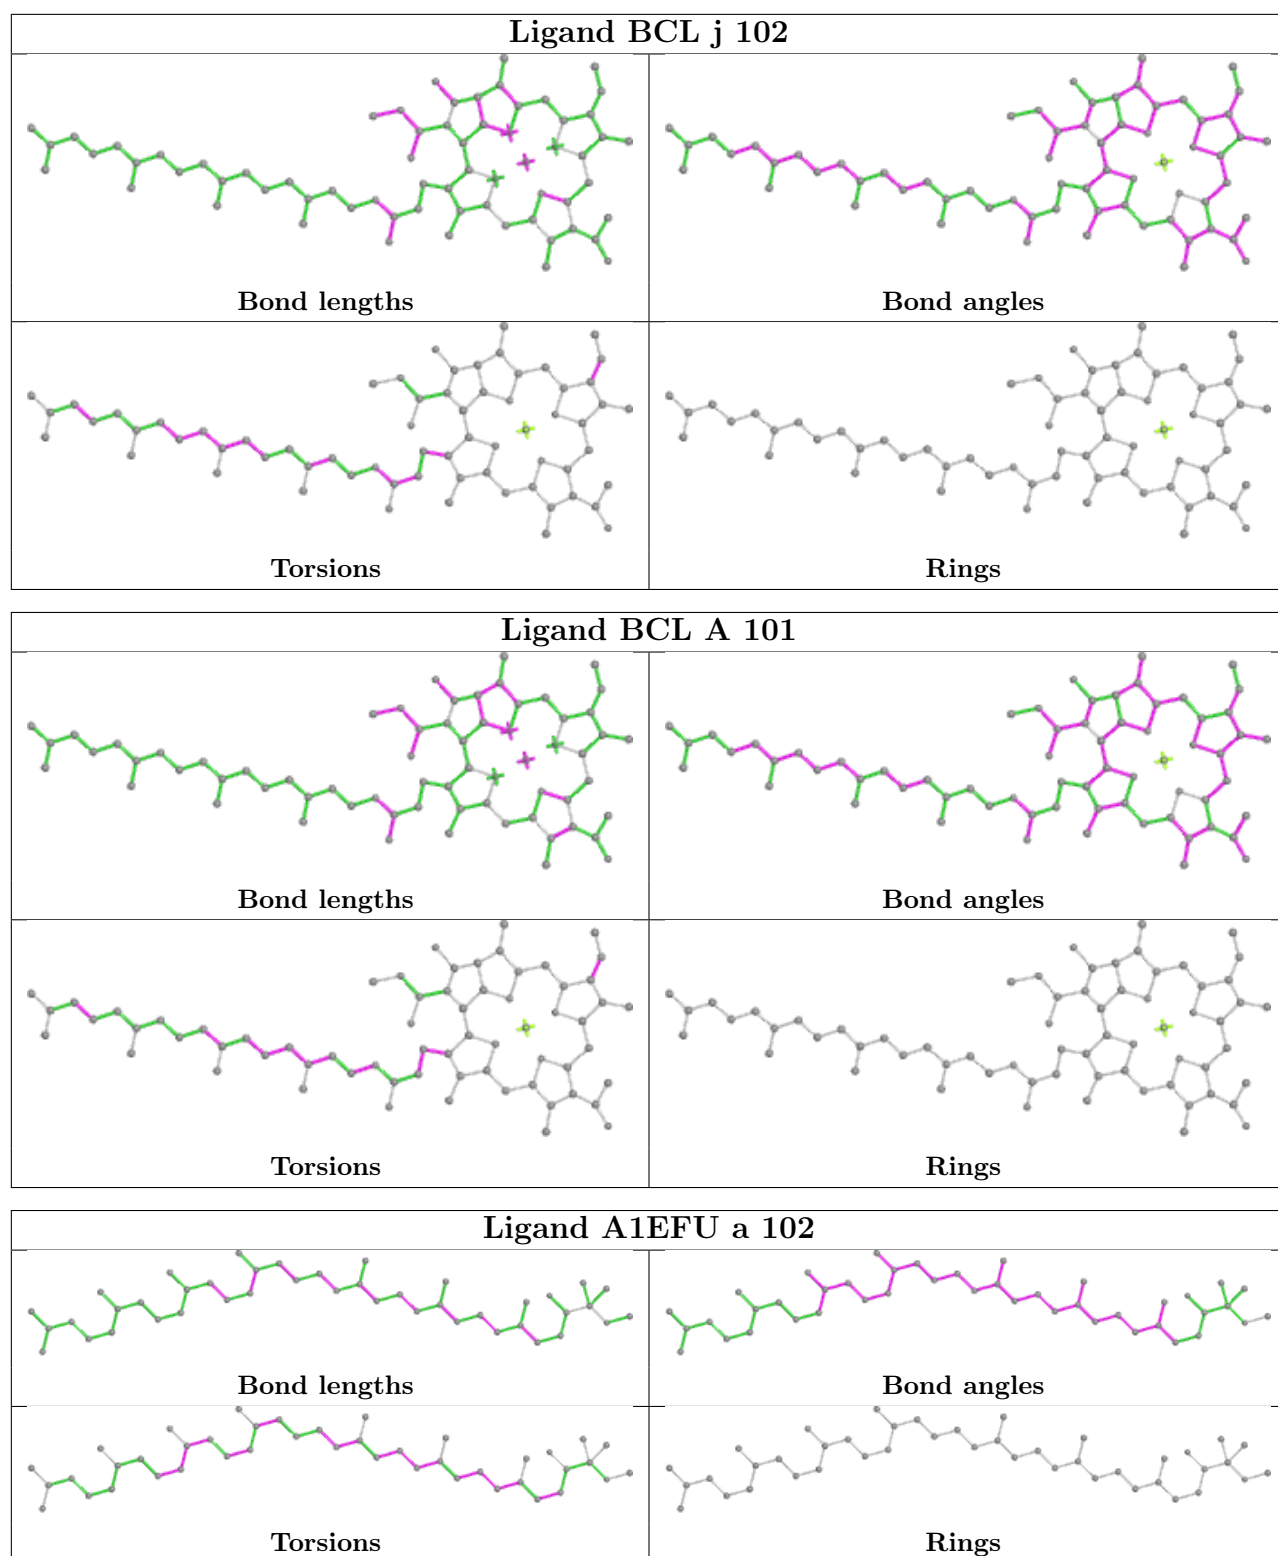 Ligand BCL j 102
Bond lengths
Bond angles
Torsions
Rings
Ligand BCL A 101
Bond lengths
Bond angles
Torsions
Rings
Ligand A1EFU a 102
Bond lengths
Bond angles
Torsions
Rings